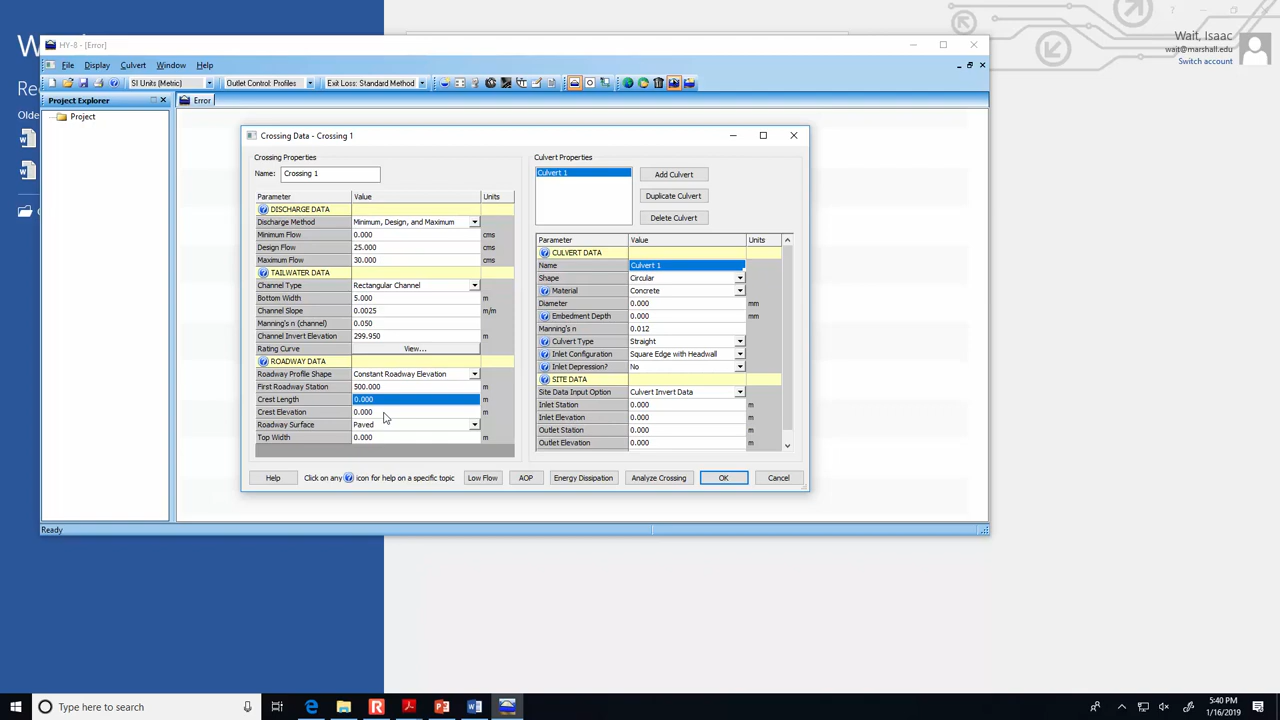 Wait, Isaac
wait@marshall.edu
Switch account
HY-8 - [Error]
File Display Culvert Window Help
SI Units (Metric) Outlet Control: Profiles Exit Loss: Standard Method
Project Explorer
Error
Project
Olde
Crossing Data - Crossing 1
Crossing Properties
Name: Crossing 1
Parameter Value Units
DISCHARGE DATA
Discharge Method Minimum, Design, and Maximum
Minimum Flow 0.000 cms
Design Flow 25.000 cms
Maximum Flow 30.000 cms
TAILWATER DATA
Channel Type Rectangular Channel
Bottom Width 5.000 m
Channel Slope 0.0025 m/m
Manning's n (channel) 0.050
Channel Invert Elevation 299.950 m
Rating Curve View...
ROADWAY DATA
Roadway Profile Shape Constant Roadway Elevation
First Roadway Station 500.000 m
Crest Length 0.000 m
Crest Elevation 0.000 m
Roadway Surface Paved
Top Width 0.000 m
Culvert Properties
Culvert 1
Add Culvert
Duplicate Culvert
Delete Culvert
Parameter Value Units
CULVERT DATA
Name Culvert 1
Shape Circular
Material Concrete
Diameter 0.000 mm
Embedment Depth 0.000 mm
Manning's n 0.012
Culvert Type Straight
Inlet Configuration Square Edge with Headwall
Inlet Depression? No
SITE DATA
Site Data Input Option Culvert Invert Data
Inlet Station 0.000 m
Inlet Elevation 0.000 m
Outlet Station 0.000 m
Outlet Elevation 0.000 m
Help Click on any ? icon for help on a specific topic Low Flow AOP Energy Dissipation Analyze Crossing OK Cancel
Ready
Type here to search
5:40 PM
1/16/2019